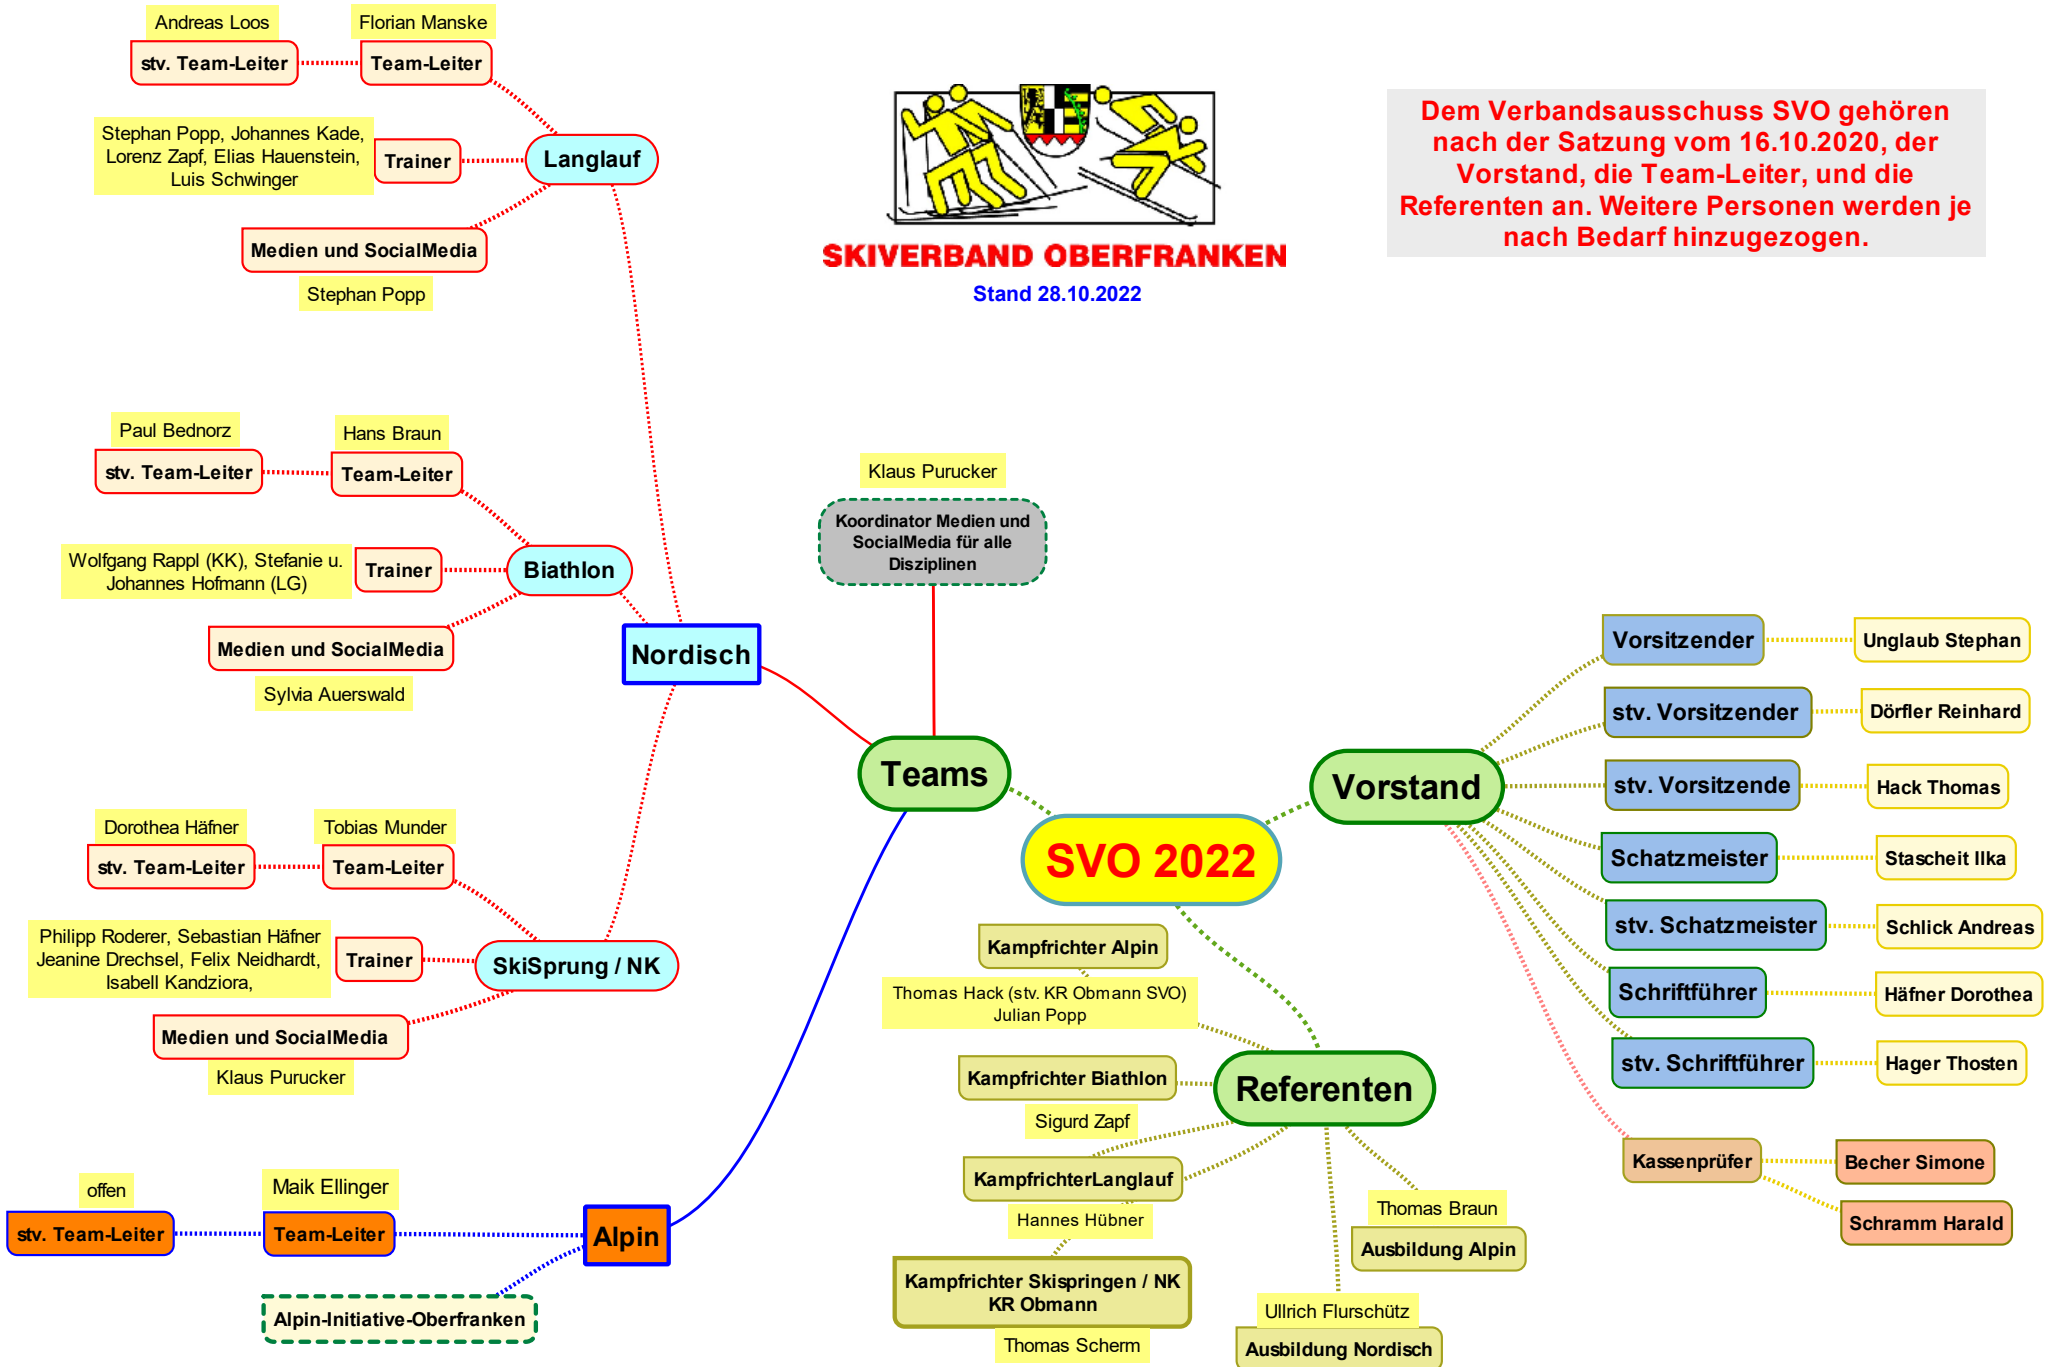 Andreas Loos
Florian Manske
stv. Team-Leiter
Team-Leiter
Stephan Popp, Johannes Kade,
Lorenz Zapf, Elias Hauenstein,
Luis Schwinger
Trainer
Langlauf
Medien und SocialMedia
Stephan Popp
SKIVERBAND OBERFRANKEN
Stand 28.10.2022
Dem Verbandsausschuss SVO gehören
nach der Satzung vom 16.10.2020, der
Vorstand, die Team-Leiter, und die
Referenten an. Weitere Personen werden je
nach Bedarf hinzugezogen.
Paul Bednorz
Hans Braun
stv. Team-Leiter
Team-Leiter
Wolfgang Rappl (KK), Stefanie u.
Johannes Hofmann (LG)
Trainer
Biathlon
Medien und SocialMedia
Sylvia Auerswald
Nordisch
Klaus Purucker
Koordinator Medien und
SocialMedia für alle
Disziplinen
Teams
Dorothea Häfner
Tobias Munder
stv. Team-Leiter
Team-Leiter
Philipp Roderer, Sebastian Häfner
Jeanine Drechsel, Felix Neidhardt,
Isabell Kandziora,
Trainer
SkiSprung / NK
Medien und SocialMedia
Klaus Purucker
offen
Maik Ellinger
stv. Team-Leiter
Team-Leiter
Alpin
Alpin-Initiative-Oberfranken
SVO 2022
Vorstand
Vorsitzender
Unglaub Stephan
stv. Vorsitzender
Dörfler Reinhard
stv. Vorsitzende
Hack Thomas
Schatzmeister
Stascheit Ilka
stv. Schatzmeister
Schlick Andreas
Schriftführer
Häfner Dorothea
stv. Schriftführer
Hager Thosten
Kassenprüfer
Becher Simone
Schramm Harald
Kampfrichter Alpin
Thomas Hack (stv. KR Obmann SVO)
Julian Popp
Kampfrichter Biathlon
Referenten
Sigurd Zapf
KampfrichterLanglauf
Hannes Hübner
Kampfrichter Skispringen / NK
KR Obmann
Thomas Scherm
Thomas Braun
Ausbildung Alpin
Ullrich Flurschütz
Ausbildung Nordisch